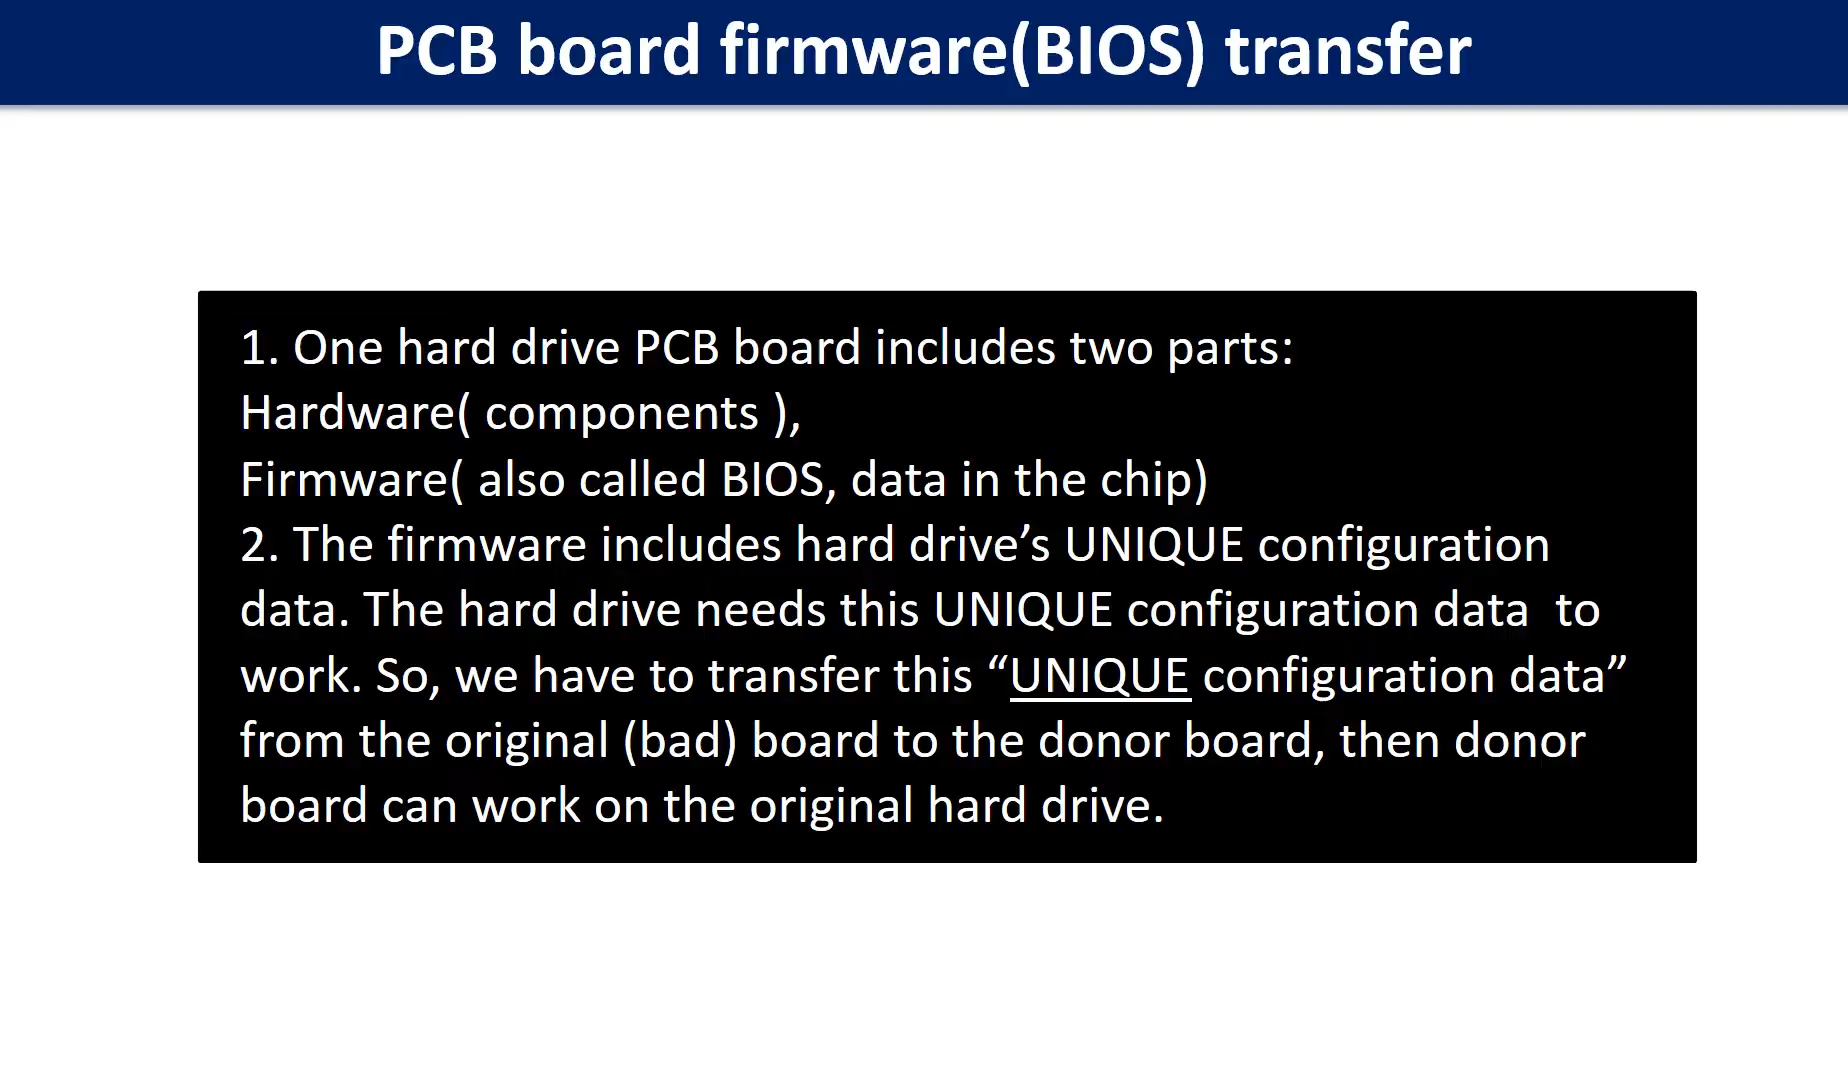 PCB board firmware(BIOS) transfer
1. One hard drive PCB board includes two parts:
Hardware( components ),
Firmware( also called BIOS, data in the chip)
2. The firmware includes hard drive’s UNIQUE configuration
data. The hard drive needs this UNIQUE configuration data  to
work. So, we have to transfer this “UNIQUE configuration data”
from the original (bad) board to the donor board, then donor
board can work on the original hard drive.